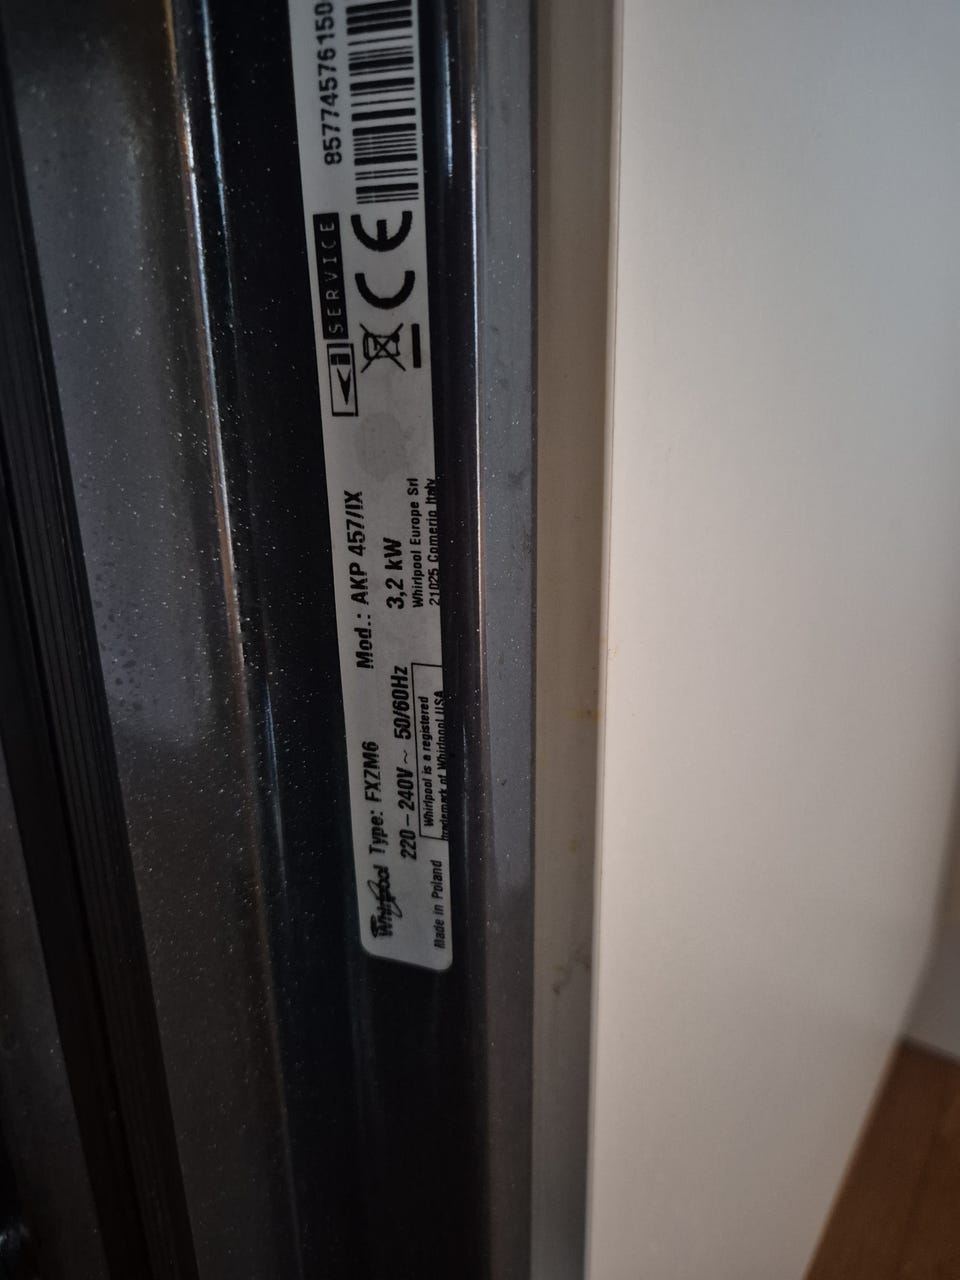 Whirlpool Type: FXZM6 Mod.: AKP 457/IX
220-240V ~ 50/60Hz 3,2 kW
Whirlpool is a registered
trademark of Whirlpool USA
Whirlpool Europe Srl
21025 Comerio Italy
Made in Poland
SERVICE
CE
85774576150